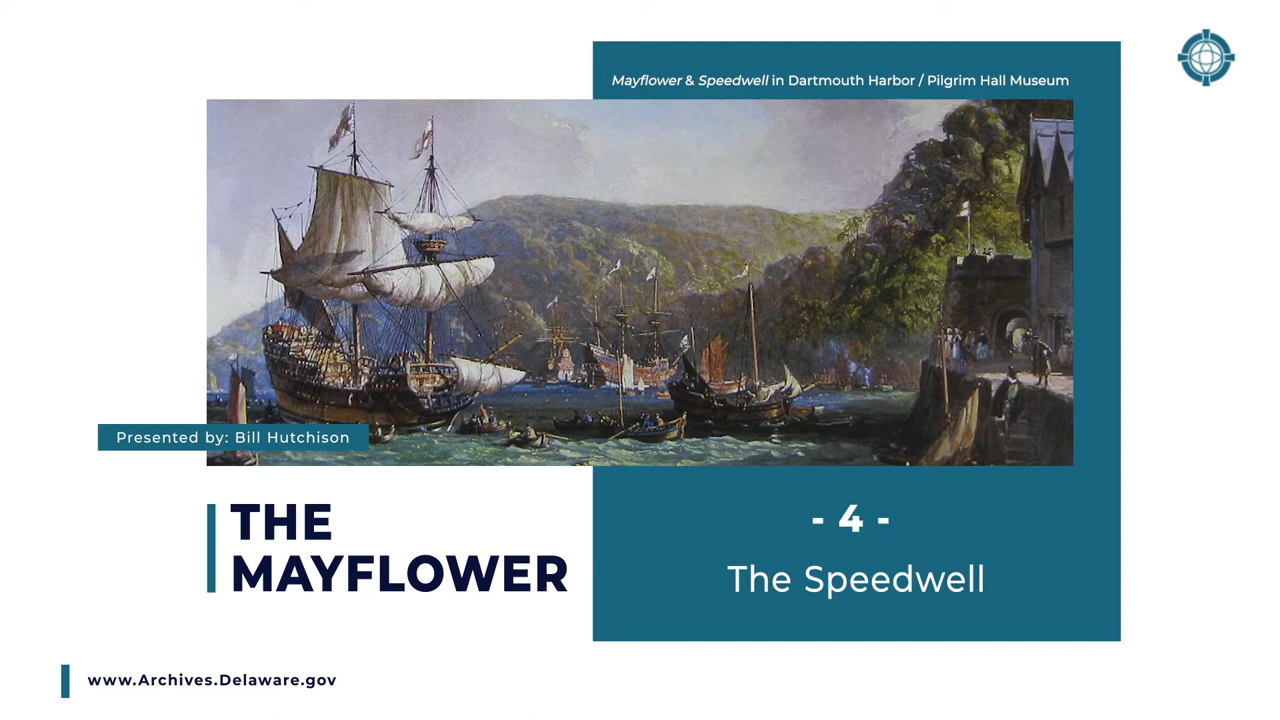 Mayflower & Speedwell in Dartmouth Harbor / Pilgrim Hall Museum
Presented by: Bill Hutchison
THE
MAYFLOWER
- 4 -
The Speedwell
www.Archives.Delaware.gov